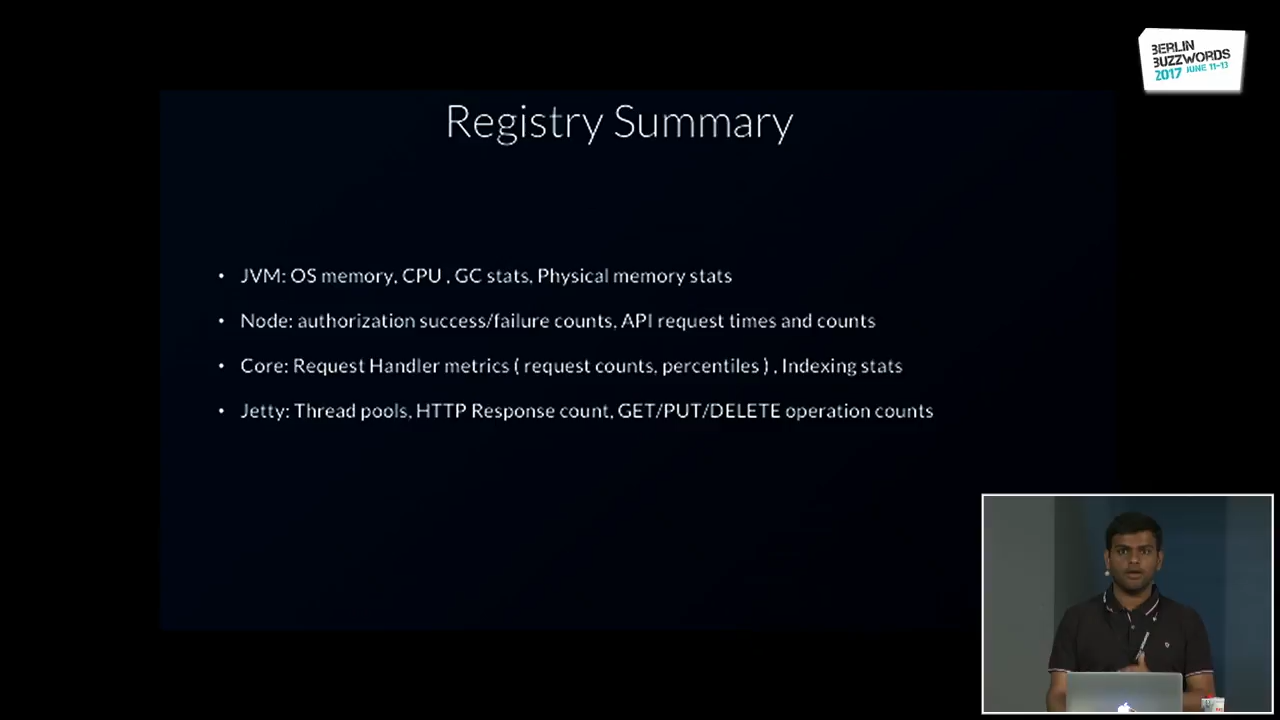 BERLIN
BUZZWORDS
2017 JUNE 11-13
Registry Summary
• JVM: OS memory, CPU , GC stats, Physical memory stats
• Node: authorization success/failure counts, API request times and counts
• Core: Request Handler metrics ( request counts, percentiles ) , Indexing stats
• Jetty: Thread pools, HTTP Response count, GET/PUT/DELETE operation counts